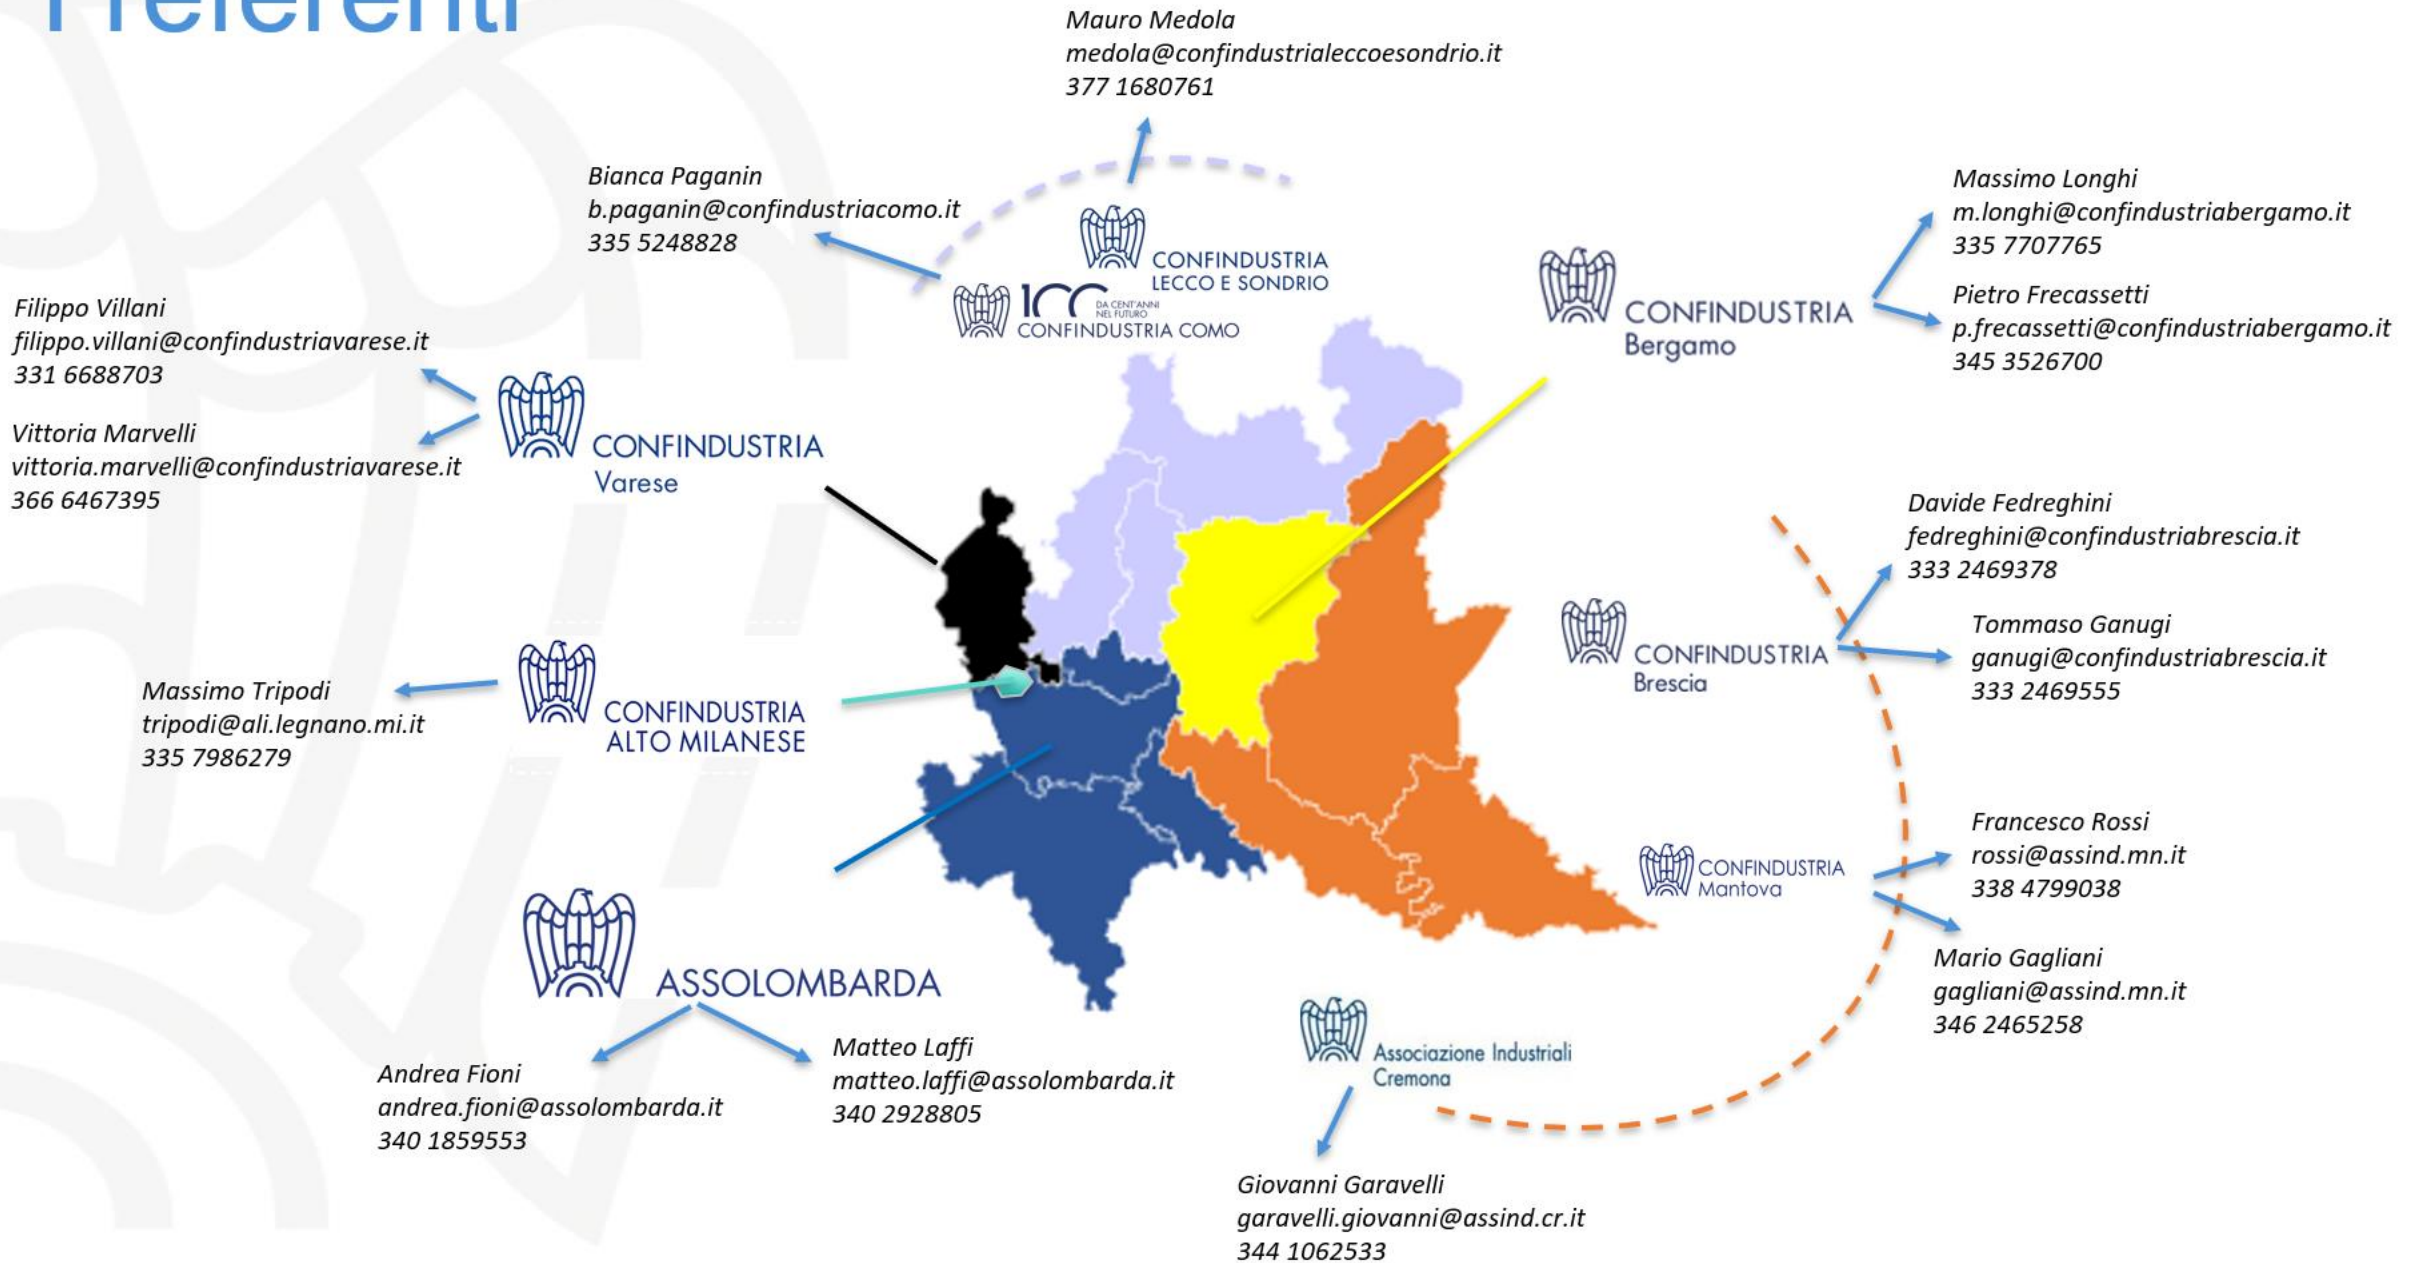 I referenti
Mauro Medola
medola@confindustrialeccoesondrio.it
377 1680761
Bianca Paganin
b.paganin@confindustriacomo.it
335 5248828
CONFINDUSTRIA
LECCO E SONDRIO
100
DA CENT'ANNI
NEL FUTURO
CONFINDUSTRIA COMO
Massimo Longhi
m.longhi@confindustriabergamo.it
335 7707765
Pietro Frecassetti
p.frecassetti@confindustriabergamo.it
345 3526700
CONFINDUSTRIA
Bergamo
Filippo Villani
filippo.villani@confindustriavarese.it
331 6688703
Vittoria Marvelli
vittoria.marvelli@confindustriavarese.it
366 6467395
CONFINDUSTRIA
Varese
Davide Fedreghini
fedreghini@confindustriabrescia.it
333 2469378
Tommaso Ganugi
ganugi@confindustriabrescia.it
333 2469555
CONFINDUSTRIA
Brescia
Massimo Tripodi
tripodi@ali.legnano.mi.it
335 7986279
CONFINDUSTRIA
ALTO MILANESE
Francesco Rossi
rossi@assind.mn.it
338 4799038
CONFINDUSTRIA
Mantova
Mario Gagliani
gagliani@assind.mn.it
346 2465258
ASSOLOMBARDA
Andrea Fioni
andrea.fioni@assolombarda.it
340 1859553
Matteo Laffi
matteo.laffi@assolombarda.it
340 2928805
Associazione Industriali
Cremona
Giovanni Garavelli
garavelli.giovanni@assind.cr.it
344 1062533